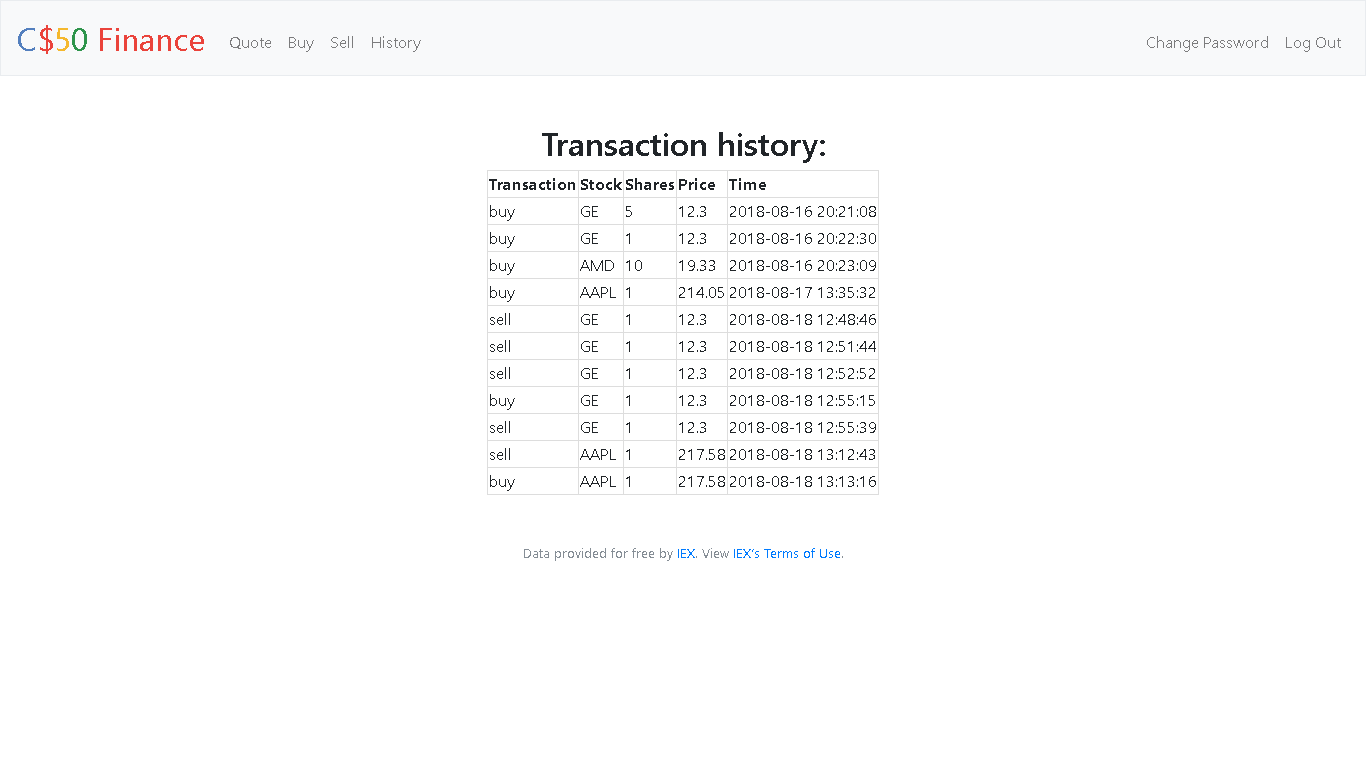 C$50 Finance Quote Buy Sell History Change Password Log Out
Transaction history:
Transaction Stock Shares Price Time
buy GE 5 12.3 2018-08-16 20:21:08
buy GE 1 12.3 2018-08-16 20:22:30
buy AMD 10 19.33 2018-08-16 20:23:09
buy AAPL 1 214.05 2018-08-17 13:35:32
sell GE 1 12.3 2018-08-18 12:48:46
sell GE 1 12.3 2018-08-18 12:51:44
sell GE 1 12.3 2018-08-18 12:52:52
buy GE 1 12.3 2018-08-18 12:55:15
sell GE 1 12.3 2018-08-18 12:55:39
sell AAPL 1 217.58 2018-08-18 13:12:43
buy AAPL 1 217.58 2018-08-18 13:13:16
Data provided for free by IEX. View IEX's Terms of Use.